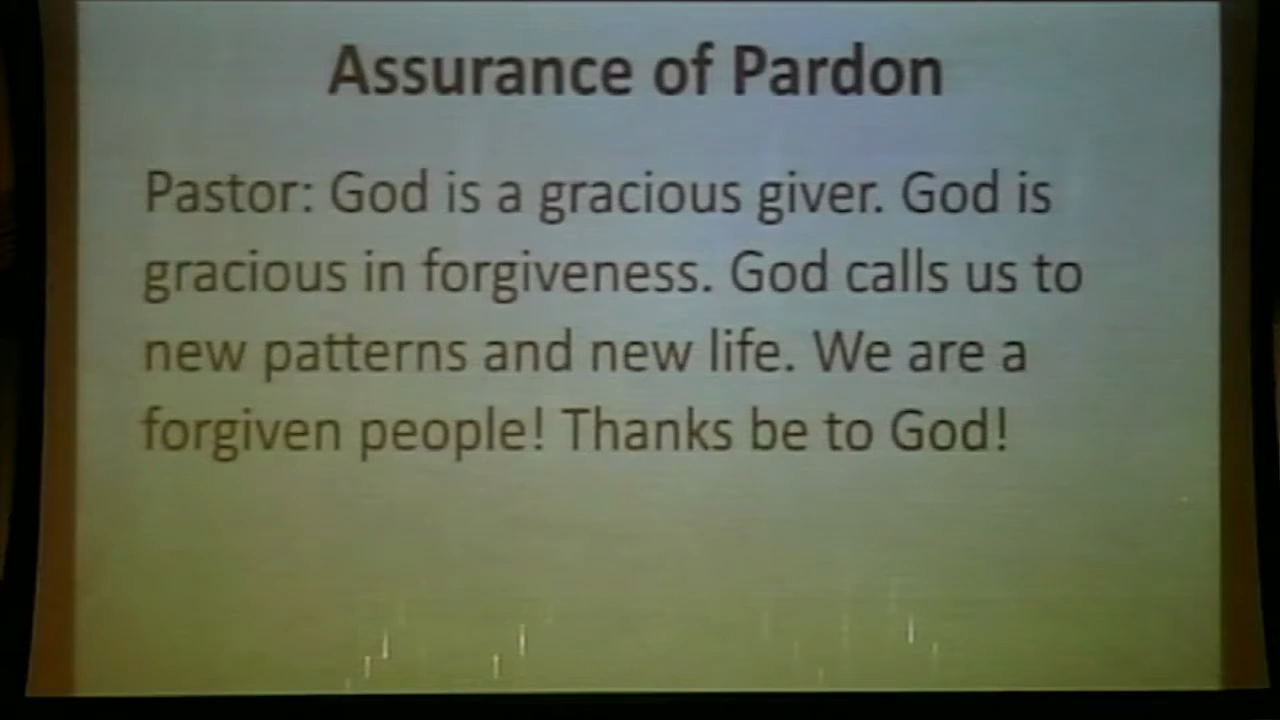 Assurance of Pardon
Pastor: God is a gracious giver. God is
gracious in forgiveness. God calls us to
new patterns and new life. We are a
forgiven people! Thanks be to God!